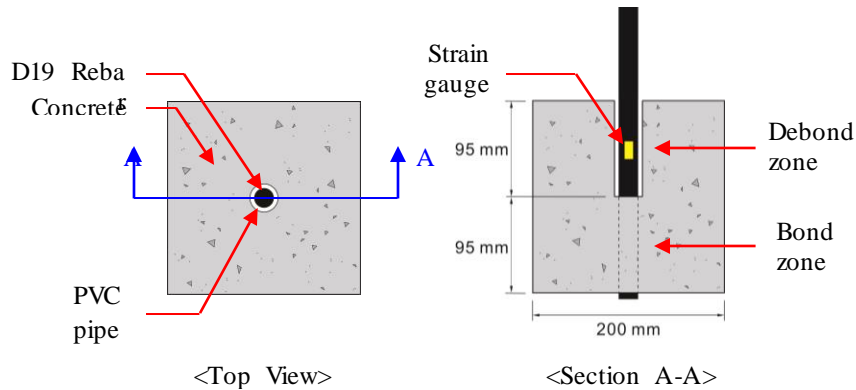 D19 Rebar
Concrete
A
A
PVC
pipe
<Top View>
Strain
gauge
95 mm
95 mm
Debond
zone
Bond
zone
200 mm
<Section A-A>